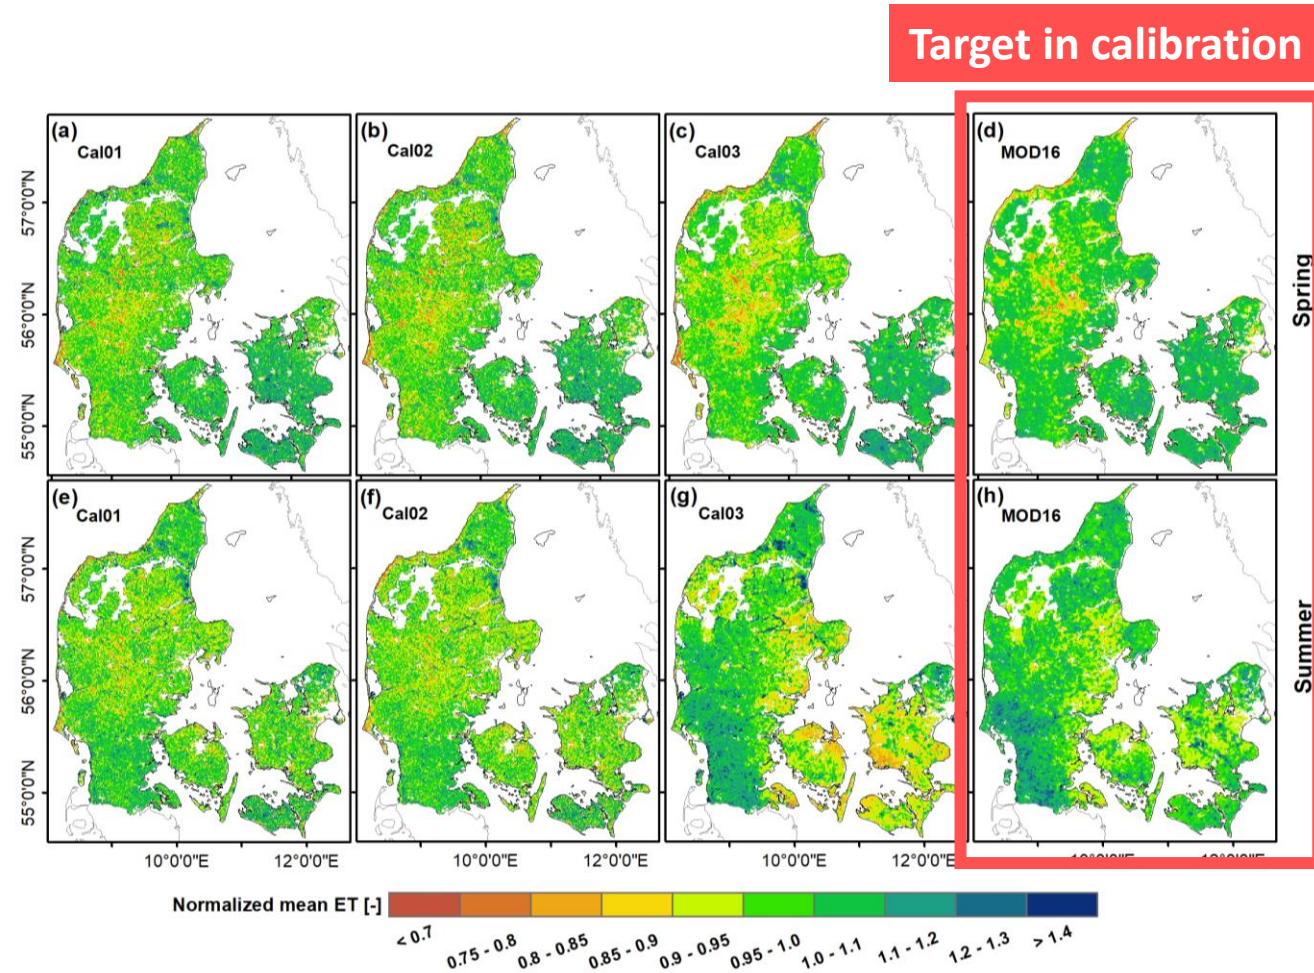 Target in calibration
(a)
Cal01
(b)
Cal02
(c)
Cal03
(d)
MOD16
57°0'0"N
56°0'0"N
55°0'0"N
Spring
(e)
Cal01
(f)
Cal02
(g)
Cal03
(h)
MOD16
57°0'0"N
56°0'0"N
55°0'0"N
Summer
10°0'0"E 12°0'0"E
10°0'0"E 12°0'0"E
10°0'0"E 12°0'0"E
Normalized mean ET [-]
< 0.7
0.75 - 0.8
0.8 - 0.85
0.85 - 0.9
0.9 - 0.95
0.95 - 1.0
1.0 - 1.1
1.1 - 1.2
1.2 - 1.3
> 1.4